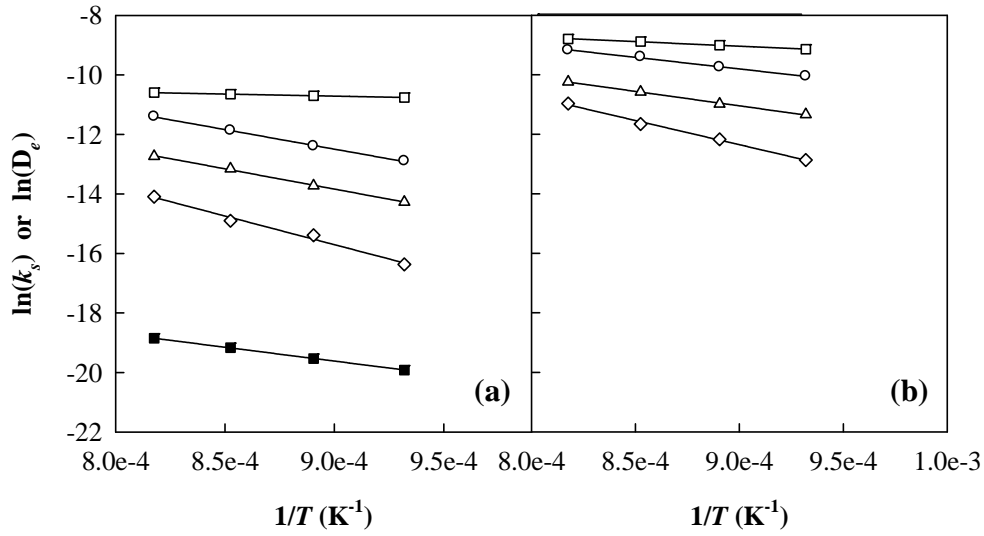 -8
-10
-12
-14
-16
-18
-20
-22
ln(k_s) or ln(D_e)
(a)
(b)
8.0e-4 8.5e-4 9.0e-4 9.5e-4
8.0e-4 8.5e-4 9.0e-4 9.5e-4 1.0e-3
1/T (K⁻¹)
1/T (K⁻¹)